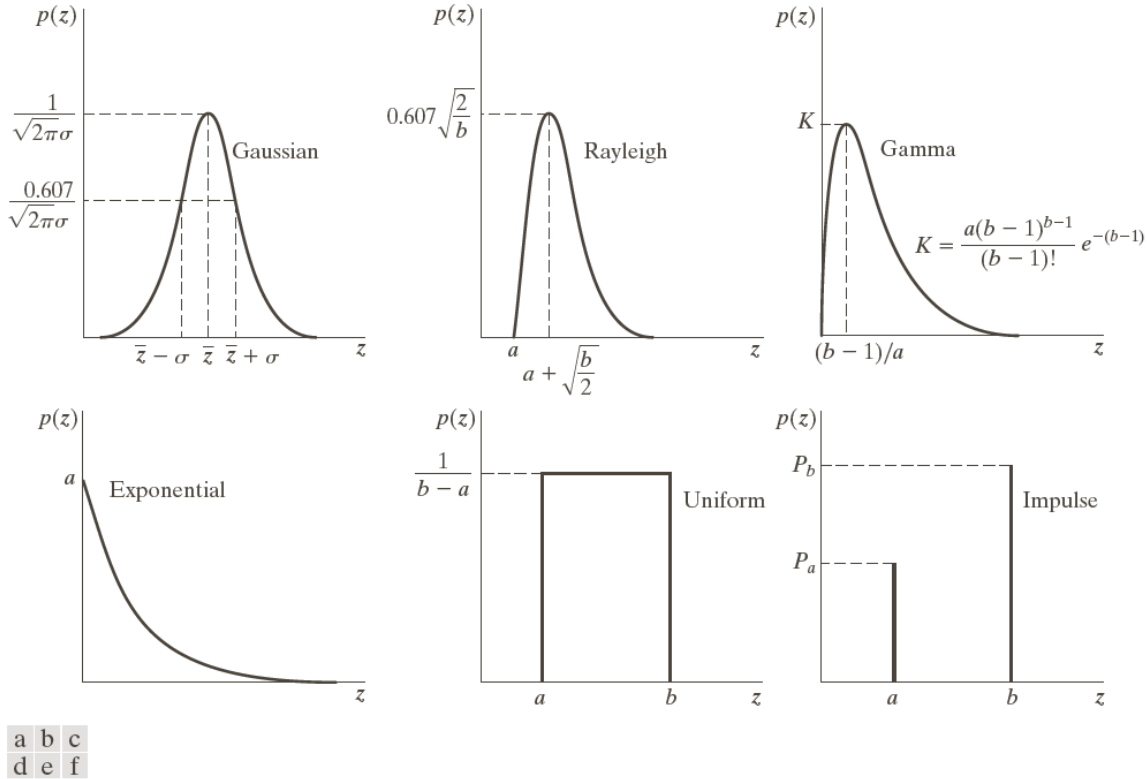 p(z)
1/√2πσ
0.607/√2πσ
Gaussian
z̄ − σ z̄ z̄ + σ z
p(z)
0.607√2/b
Rayleigh
a z
a + √b/2
p(z)
K
Gamma
K = a(b − 1)^{b−1}/(b − 1)! e^{−(b−1)}
(b − 1)/a z
p(z)
a
Exponential
z
p(z)
1/b − a
Uniform
a b z
p(z)
P_b
Impulse
P_a
a b z
a b c
d e f